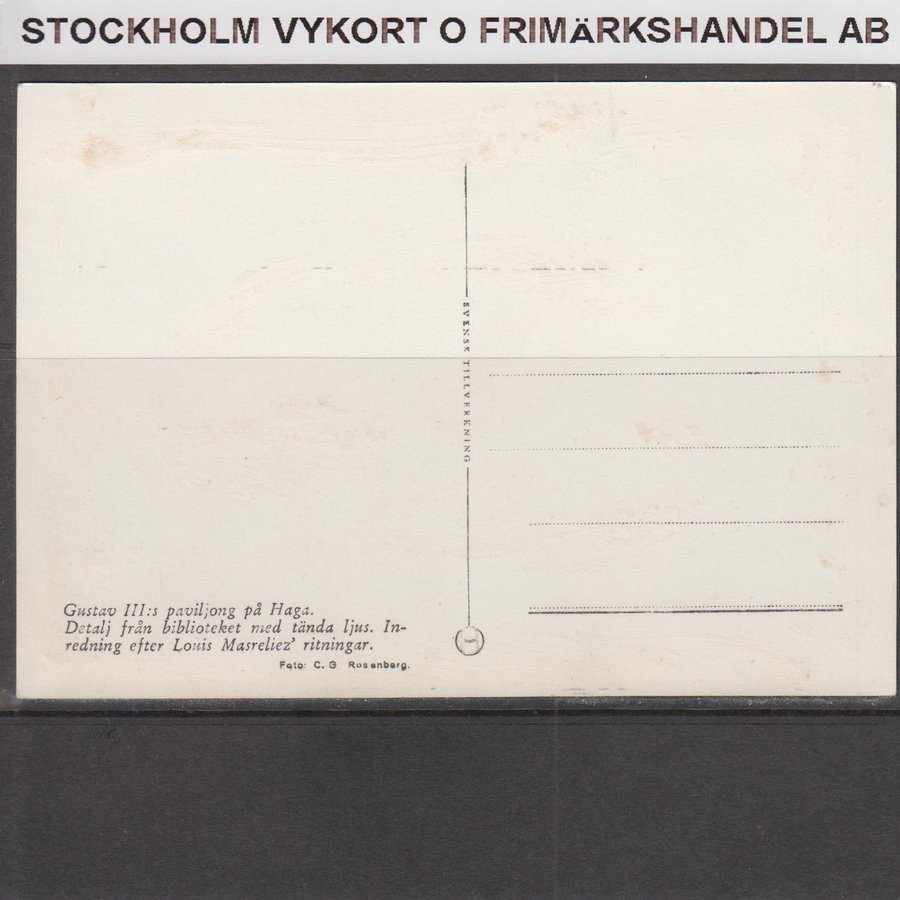 STOCKHOLM VYKORT O FRIMÄRKSHANDEL AB
SVENSK TILLVERKNING
Gustav III:s paviljong på Haga.
Detalj från biblioteket med tända ljus. In-
redning efter Louis Masreliez' ritningar.
Foto: C. G Rosenberg.